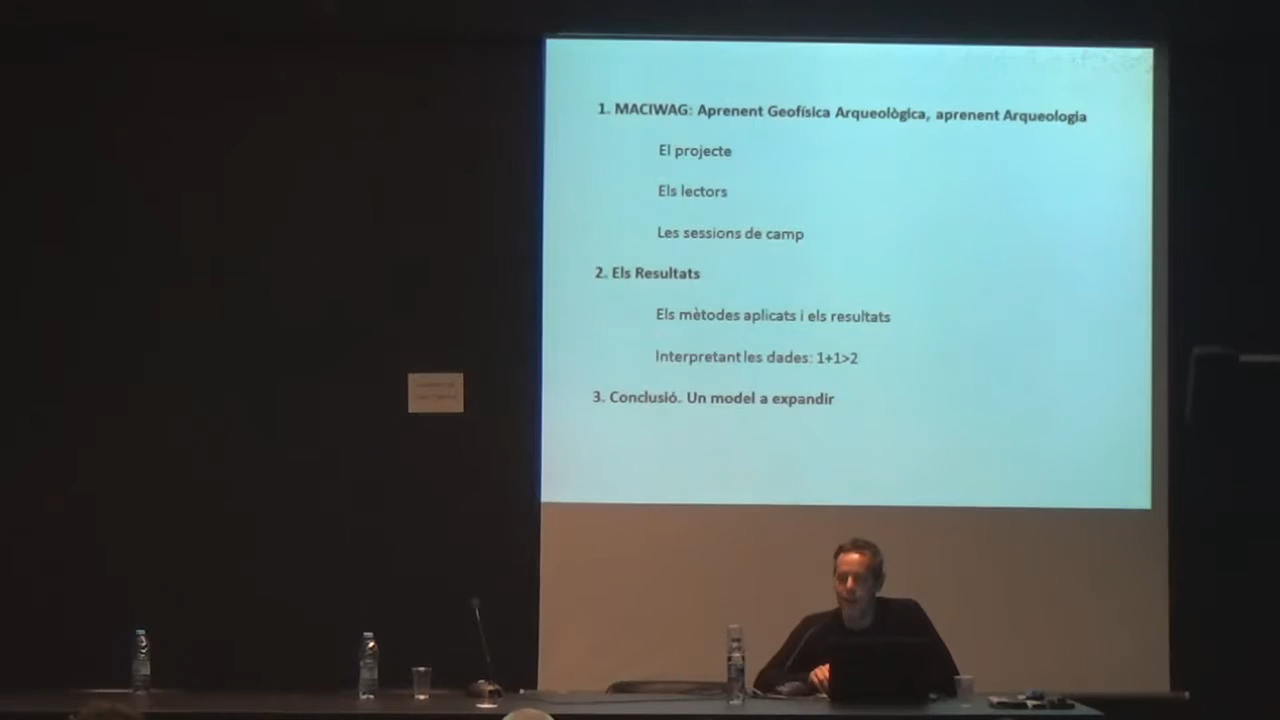 1. MACIWAG: Aprenent Geofísica Arqueològica, aprenent Arqueologia
El projecte
Els lectors
Les sessions de camp
2. Els Resultats
Els mètodes aplicats i els resultats
Interpretant les dades: 1+1>2
3. Conclusió. Un model a expandir